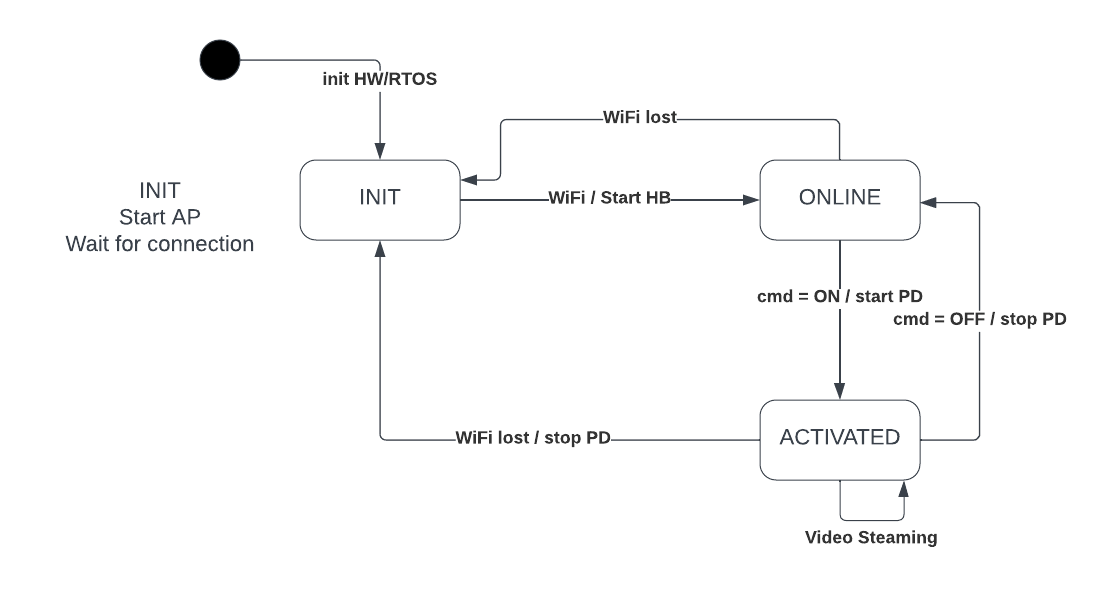 init HW/RTOS
WiFi lost
INIT
Start AP
Wait for connection
INIT
WiFi / Start HB
ONLINE
cmd = ON / start PD
cmd = OFF / stop PD
WiFi lost / stop PD
ACTIVATED
Video Steaming